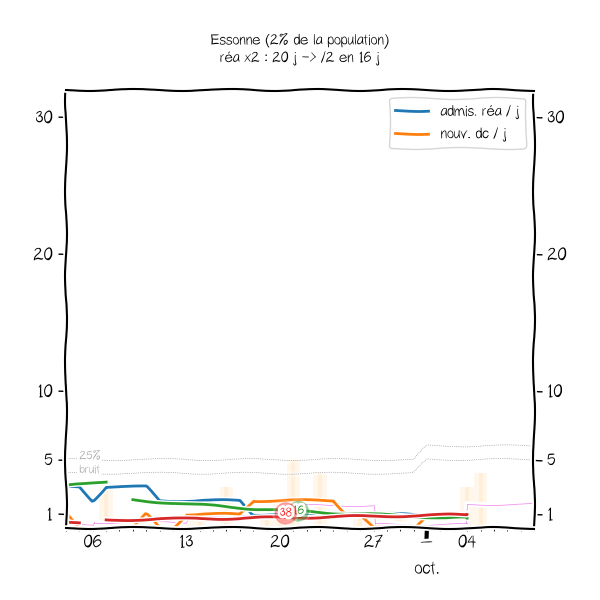 Essonne (2% de la population)
réa x2 : 20 j -> /2 en 16 j
admis. réa / j
nouv. dc / j
30 30
20 20
10 10
5 5
1 1
25%
bruit
38 16
06 13 20 27 1 04
oct.